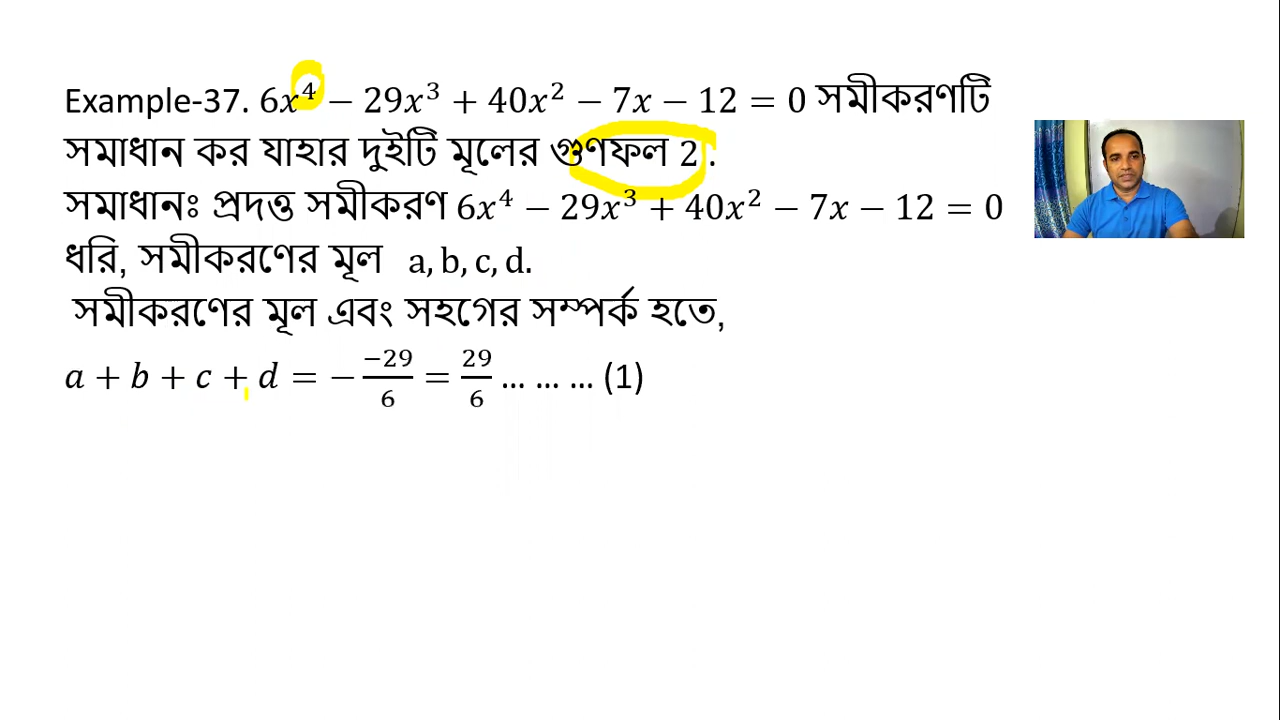 Example-37. 6x⁴ − 29x³ + 40x² − 7x − 12 = 0 সমীকরণটি
সমাধান কর যাহার দুইটি মূলের গুণফল 2 .
সমাধানঃ প্রদত্ত সমীকরণ 6x⁴ − 29x³ + 40x² − 7x − 12 = 0
ধরি, সমীকরণের মূল a, b, c, d.
সমীকরণের মূল এবং সহগের সম্পর্ক হতে,
a + b + c + d = − −29/6 = 29/6 ... ... ... (1)